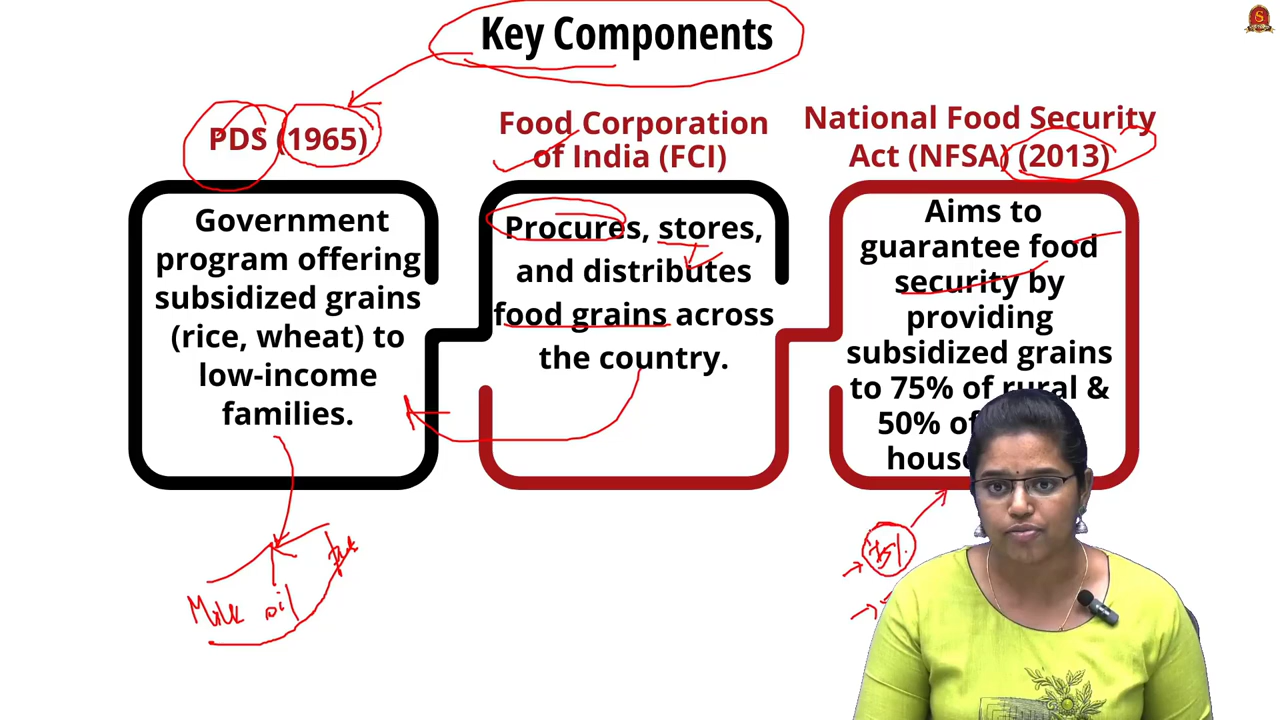 Key Components
PDS (1965)
Government
program offering
subsidized grains
(rice, wheat) to
low-income
families.
Milk oil
Food Corporation
of India (FCI)
Procures, stores,
and distributes
food grains across
the country.
National Food Security
Act (NFSA) (2013)
Aims to
guarantee food
security by
providing
subsidized grains
to 75% of rural &
50% of
75%